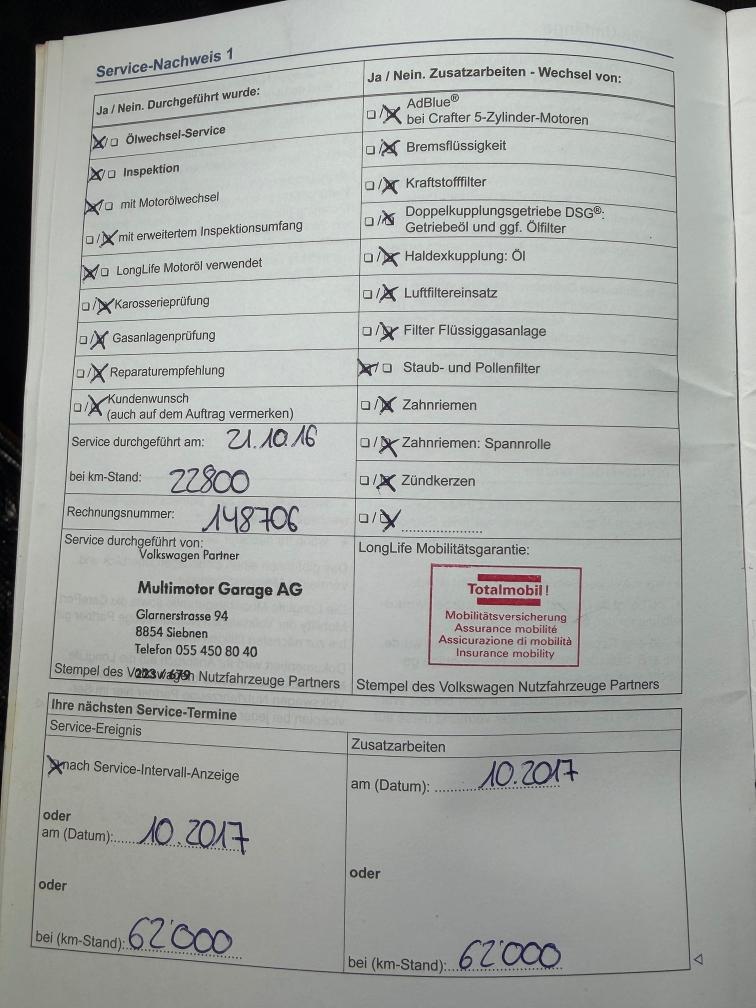 Service-Nachweis 1
Ja / Nein. Durchgeführt wurde:
☒/☐ Ölwechsel-Service
☒/☐ Inspektion
☒/☐ mit Motorölwechsel
☐/☒ mit erweitertem Inspektionsumfang
☒/☐ LongLife Motoröl verwendet
☐/☒ Karosserieprüfung
☐/☒ Gasanlagenprüfung
☐/☒ Reparaturempfehlung
☐/☒ Kundenwunsch
(auch auf dem Auftrag vermerken)
Service durchgeführt am: 21.10.16
bei km-Stand: 22800
Rechnungsnummer: 148706
Service durchgeführt von:
Volkswagen Partner
Multimotor Garage AG
Glarnerstrasse 94
8854 Siebnen
Telefon 055 450 80 40
Stempel des Volkswagen Nutzfahrzeuge Partners
Ja / Nein. Zusatzarbeiten - Wechsel von:
☐/☒ AdBlue®
bei Crafter 5-Zylinder-Motoren
☐/☒ Bremsflüssigkeit
☐/☒ Kraftstofffilter
☐/☒ Doppelkupplungsgetriebe DSG®:
Getriebeöl und ggf. Ölfilter
☐/☒ Haldexkupplung: Öl
☐/☒ Luftfiltereinsatz
☐/☒ Filter Flüssiggasanlage
☒/☐ Staub- und Pollenfilter
☐/☒ Zahnriemen
☐/☒ Zahnriemen: Spannrolle
☐/☒ Zündkerzen
☐/☒ ....................
LongLife Mobilitätsgarantie:
Totalmobil!
Mobilitätsversicherung
Assurance mobilité
Assicurazione di mobilità
Insurance mobility
Stempel des Volkswagen Nutzfahrzeuge Partners
Ihre nächsten Service-Termine
Service-Ereignis
☒ nach Service-Intervall-Anzeige
oder
am (Datum): 10.2017
oder
bei (km-Stand): 62'000
Zusatzarbeiten
am (Datum): 10.2017
oder
bei (km-Stand): 62'000